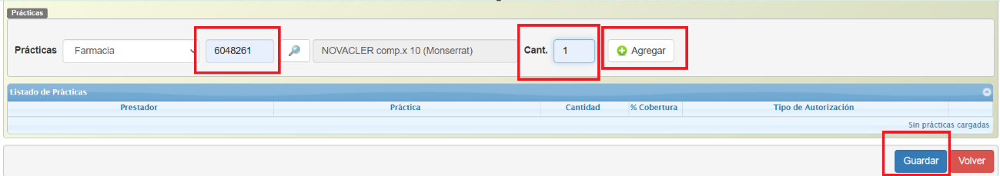 Prácticas
Prácticas Farmacia 6048261 NOVACLER comp.x 10 (Monserrat) Cant. 1 Agregar
Listado de Prácticas
Prestador Práctica Cantidad % Cobertura Tipo de Autorización
Sin prácticas cargadas
Guardar Volver